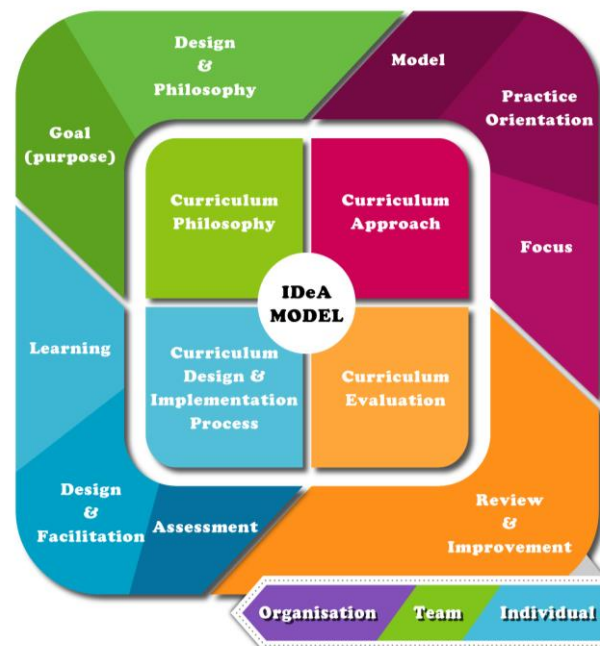 Design
&
Philosophy
Model
Practice
Orientation
Goal
(purpose)
Curriculum
Philosophy
Curriculum
Approach
Focus
IDeA
MODEL
Learning
Curriculum
Design &
Implementation
Process
Curriculum
Evaluation
Design
&
Facilitation
Assessment
Review
&
Improvement
Organisation
Team
Individual